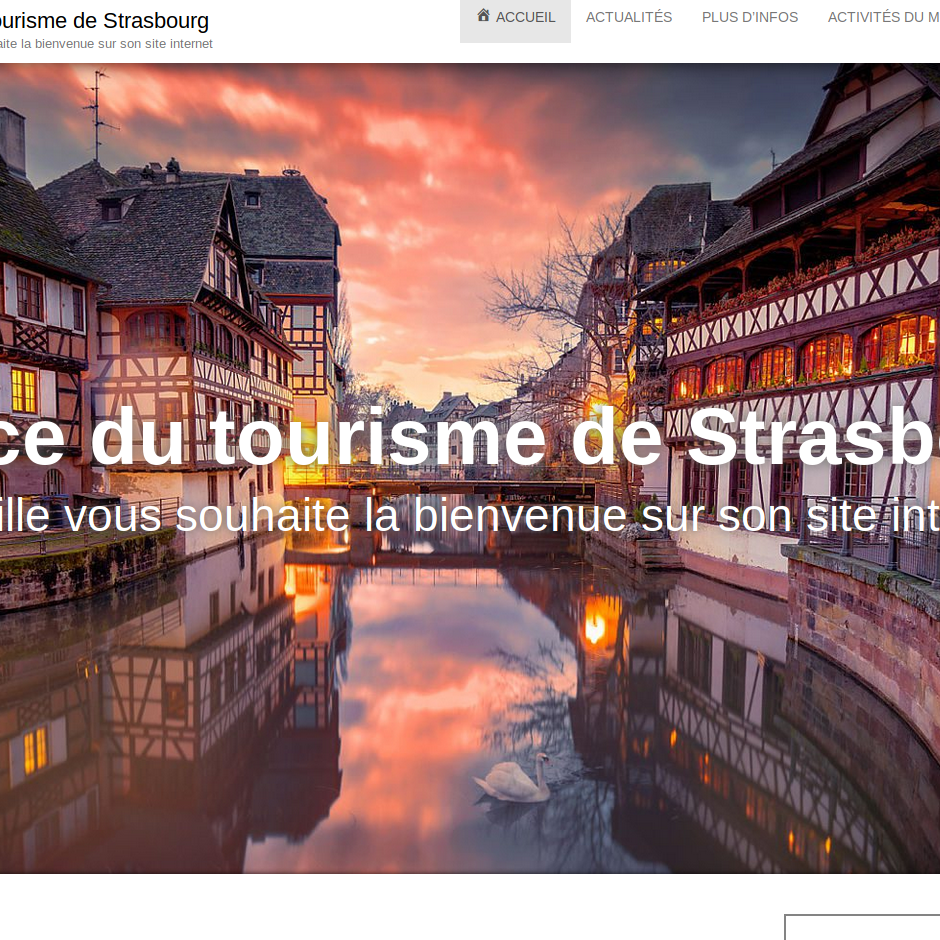 ourisme de Strasbourg
aite la bienvenue sur son site internet
ACCUEIL ACTUALITÉS PLUS D'INFOS ACTIVITÉS DU M
ce du tourisme de Strasb
ille vous souhaite la bienvenue sur son site int